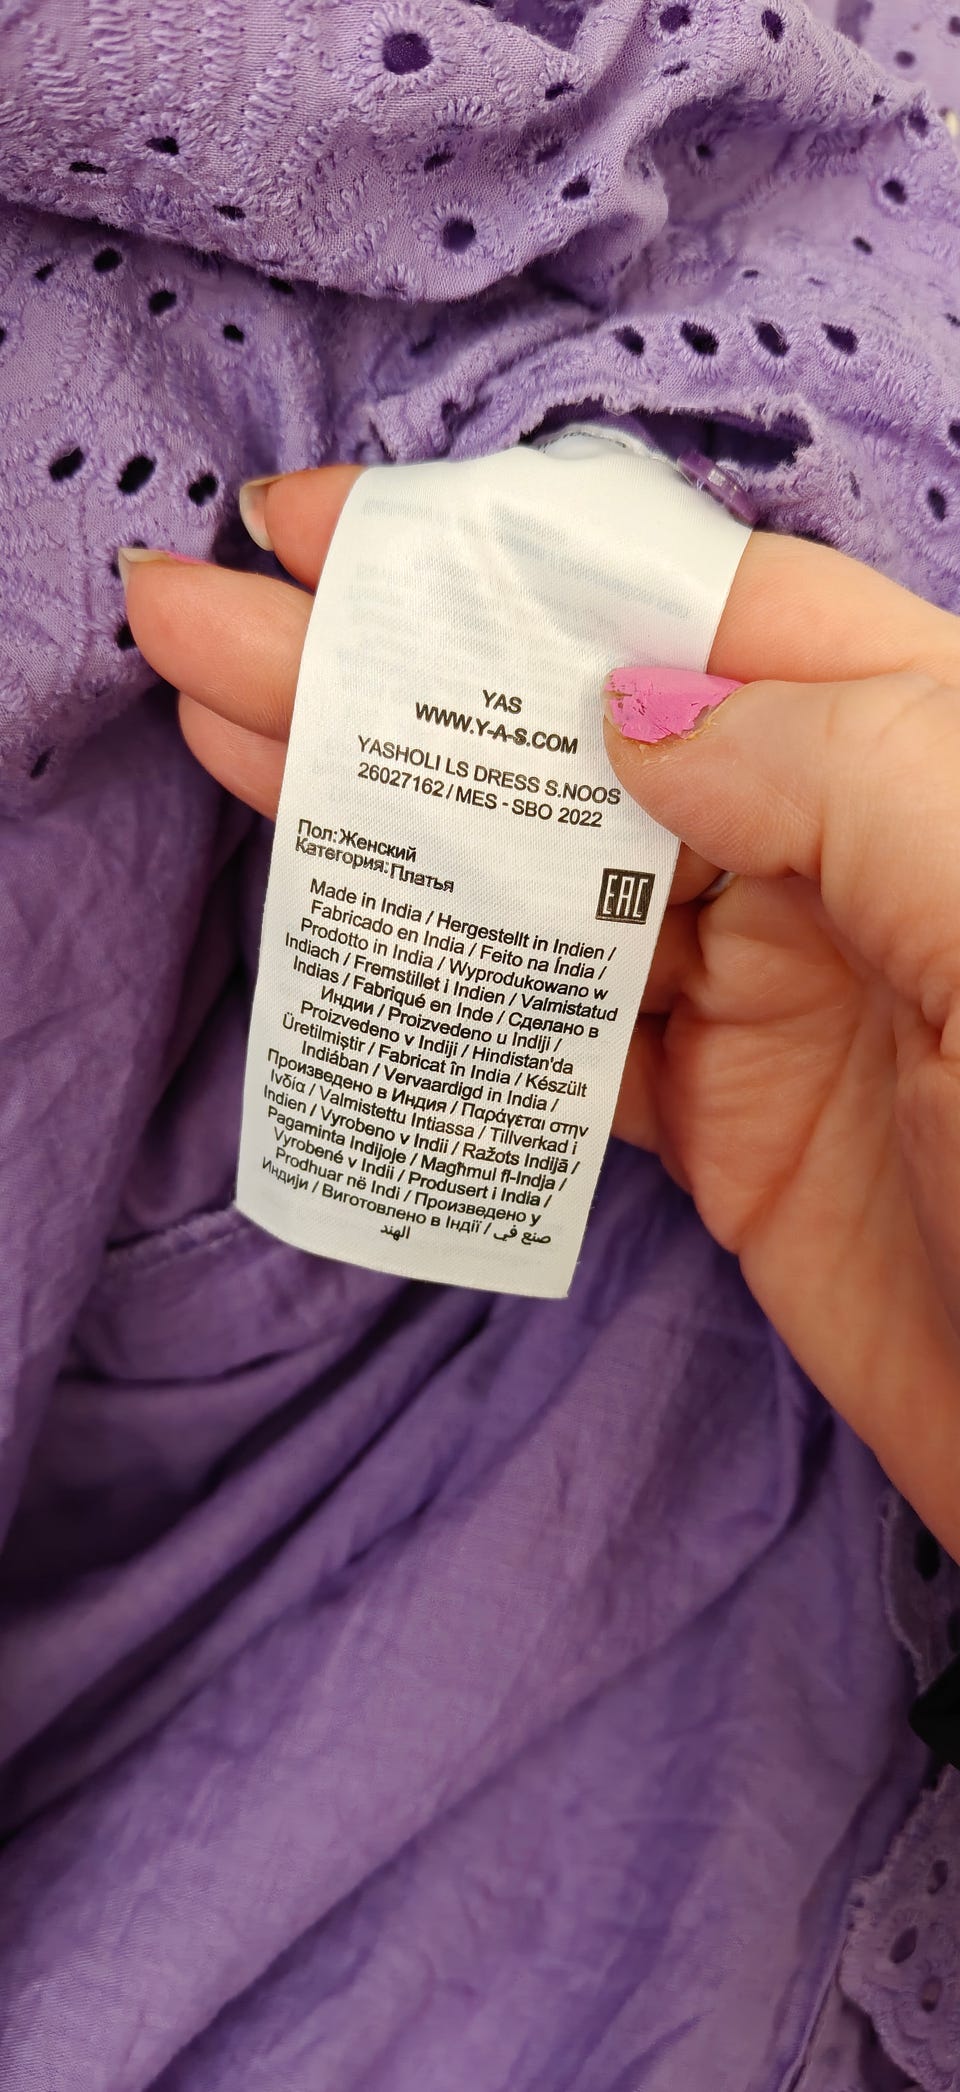 YAS
WWW.Y-A-S.COM
YASHOLI LS DRESS S.NOOS
26027162 / MES - SBO 2022
Пол: Женский
Категория: Платья
EAC
Made in India / Hergestellt in Indien /
Fabricado en India / Feito na Índia /
Prodotto in India / Wyprodukowano w
Indiach / Fremstillet i Indien / Valmistatud
Indias / Fabriqué en Inde / Сделано в
Индии / Proizvedeno u Indiji /
Proizvedeno v Indiji / Hindistan'da
Üretilmiştir / Fabricat în India / Készült
Indiában / Vervaardigd in India /
Произведено в Индия / Παράγεται στην
Ινδία / Valmistettu Intiassa / Tillverkad i
Indien / Vyrobeno v Indii / Ražots Indijā /
Pagaminta Indijoje / Magħmul fl-Indja /
Vyrobené v Indii / Produsert i India /
Prodhuar në Indi / Произведено у
Индији / Виготовлено в Індії / صنع في
الهند